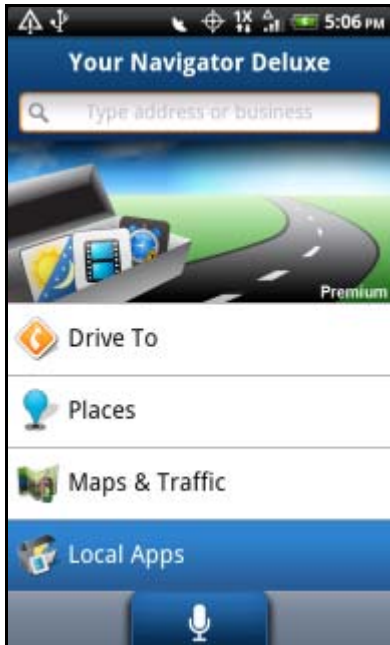 1X
5:06 PM
Your Navigator Deluxe
Type address or business
Premium
Drive To
Places
Maps & Traffic
Local Apps